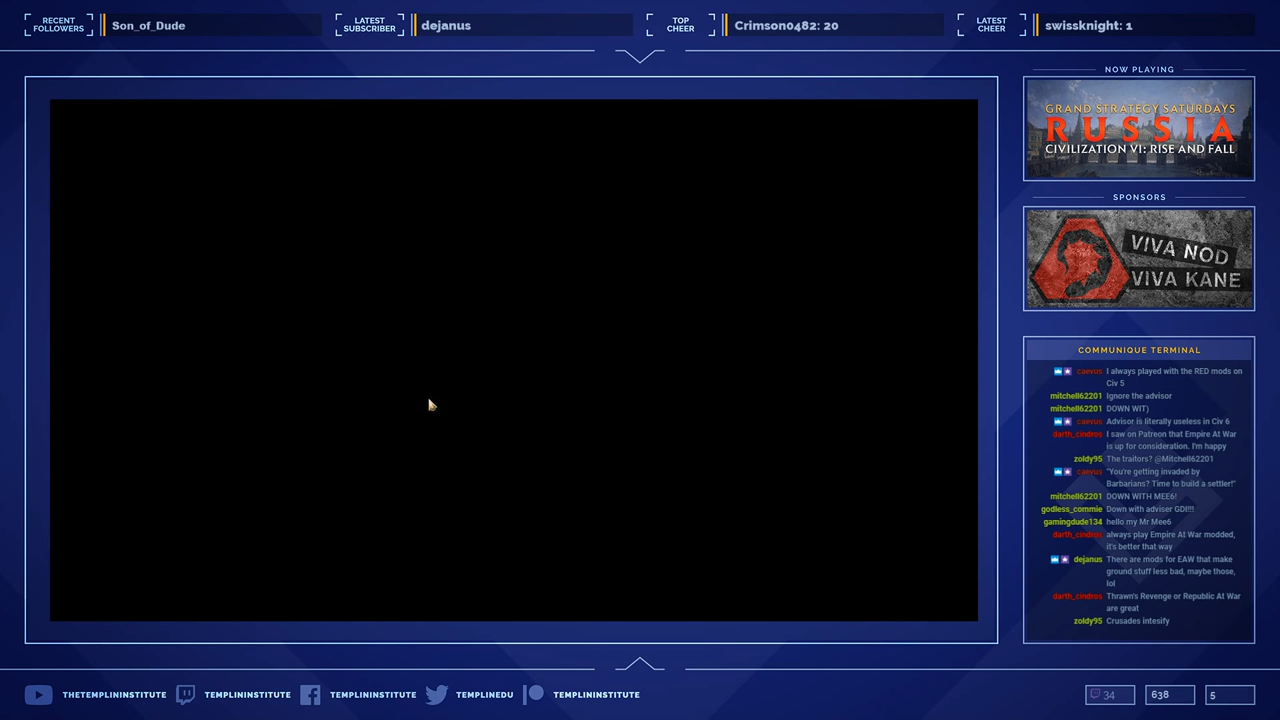 RECENT
FOLLOWERS
Son_of_Dude
LATEST
SUBSCRIBER
dejanus
TOP
CHEER
Crimson0482: 20
LATEST
CHEER
swissknight: 1
NOW PLAYING
GRAND STRATEGY SATURDAYS
RUSSIA
CIVILIZATION VI: RISE AND FALL
SPONSORS
VIVA NOD
VIVA KANE
COMMUNIQUE TERMINAL
caevus I always played with the RED mods on
Civ 5
mitchell62201 Ignore the advisor
mitchell62201 DOWN WIT)
caevus Advisor is literally useless in Civ 6
darth_cindros I saw on Patreon that Empire At War
is up for consideration. I'm happy
zoldy95 The traitors? @Mitchell62201
caevus "You're getting invaded by
Barbarians? Time to build a settler!"
mitchell62201 DOWN WITH MEE6!
godless_commie Down with adviser GDI!!!
gamingdude134 hello my Mr Mee6
darth_cindros always play Empire At War modded,
it's better that way
dejanus There are mods for EAW that make
ground stuff less bad, maybe those,
lol
darth_cindros Thrawn's Revenge or Republic At War
are great
zoldy95 Crusades intesify
THETEMPLININSTITUTE
TEMPLININSTITUTE
TEMPLININSTITUTE
TEMPLINEDU
TEMPLININSTITUTE
34
638
5